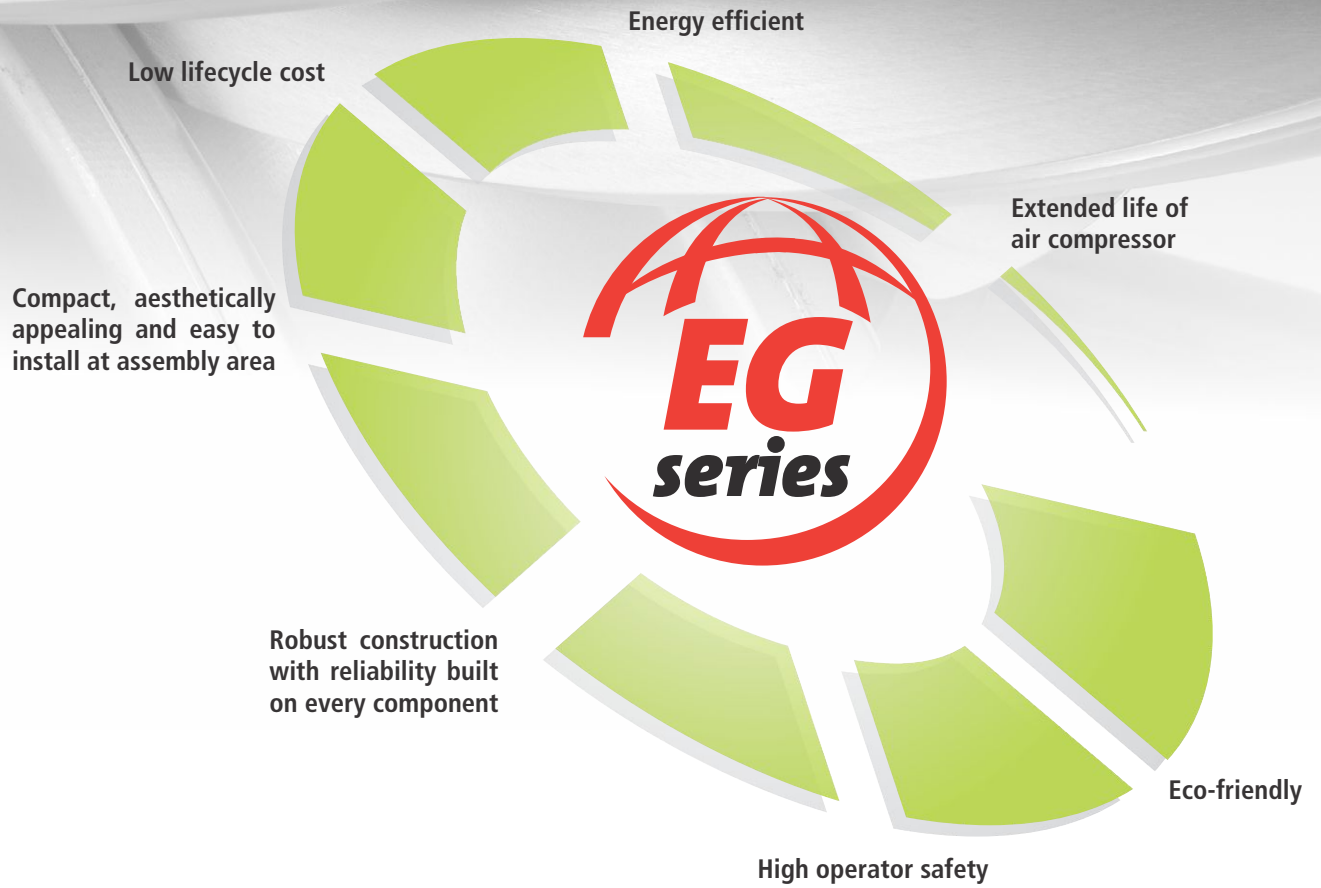 Energy efficient
Low lifecycle cost
Extended life of
air compressor
Compact, aesthetically
appealing and easy to
install at assembly area
EG
series
Robust construction
with reliability built
on every component
Eco-friendly
High operator safety